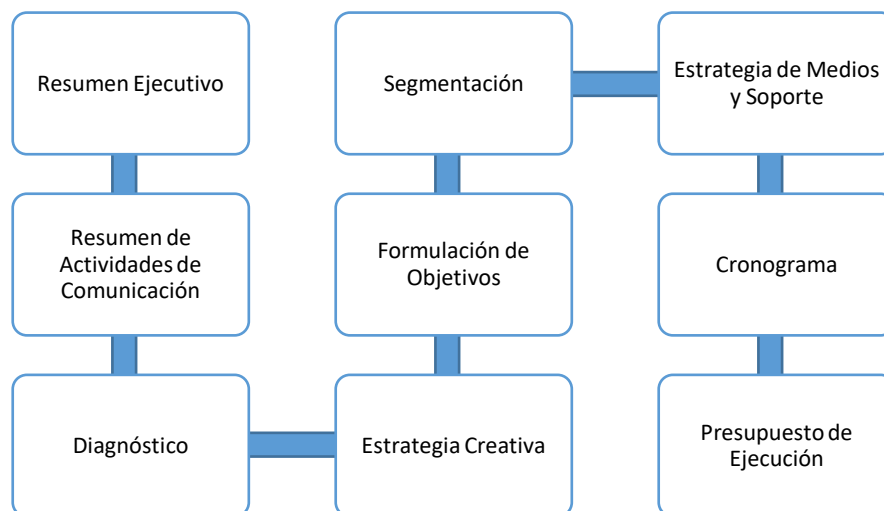 Resumen Ejecutivo
Resumen de
Actividades de
Comunicación
Diagnóstico
Estrategia Creativa
Formulación de
Objetivos
Segmentación
Estrategia de Medios
y Soporte
Cronograma
Presupuesto de
Ejecución